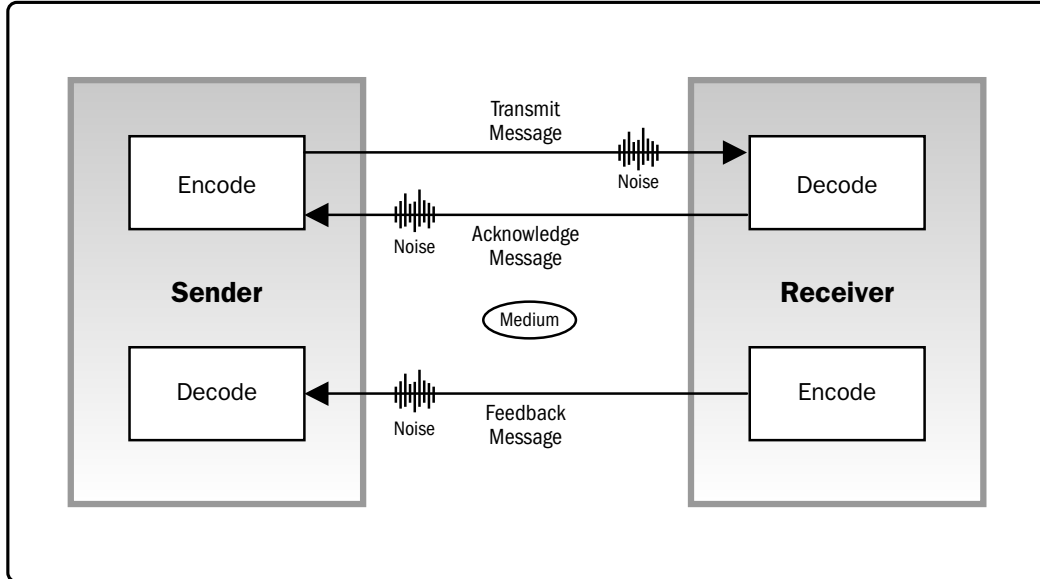 Transmit
Message
Encode
Noise
Decode
Noise
Acknowledge
Message
Sender
Receiver
Medium
Decode
Encode
Noise
Feedback
Message